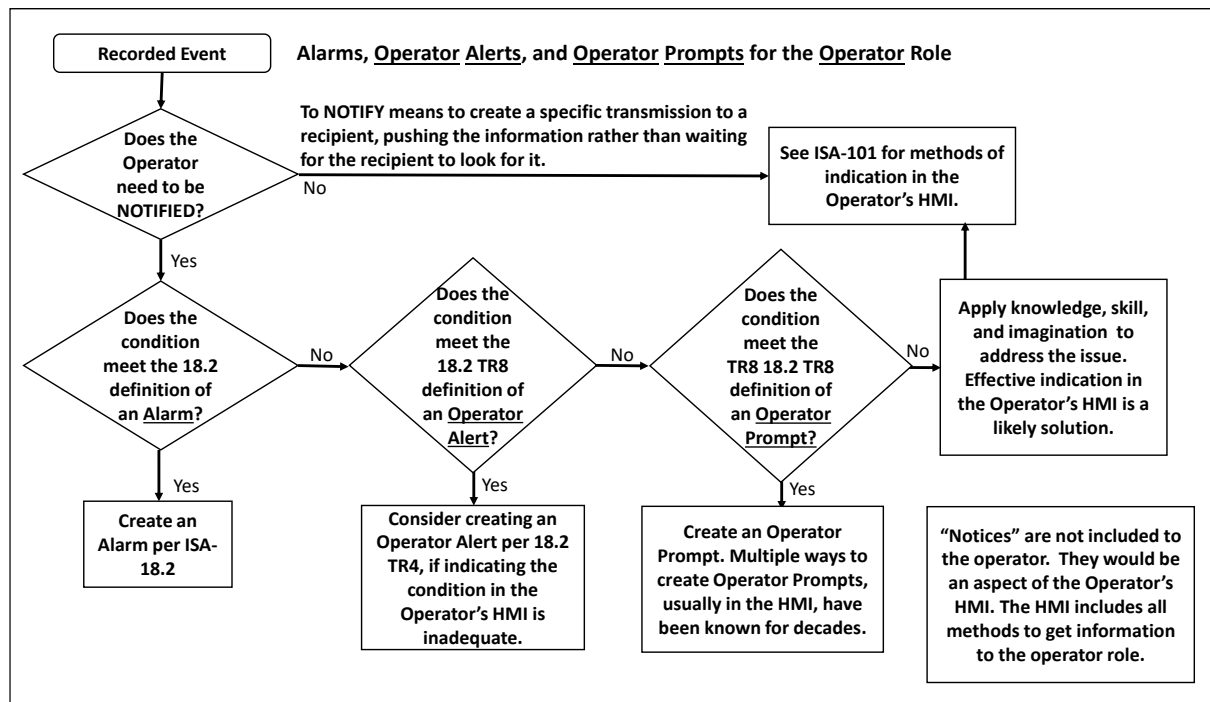 Recorded Event
Alarms, Operator Alerts, and Operator Prompts for the Operator Role
To NOTIFY means to create a specific transmission to a
recipient, pushing the information rather than waiting
for the recipient to look for it.
Does the
Operator
need to be
NOTIFIED?
No
See ISA-101 for methods of
indication in the
Operator’s HMI.
Yes
Does the
condition
meet the 18.2
definition of
an Alarm?
No
Does the
condition
meet the
18.2 TR8
definition of
an Operator
Alert?
No
Does the
condition
meet the
TR8 18.2 TR8
definition of
an Operator
Prompt?
No
Apply knowledge, skill,
and imagination to
address the issue.
Effective indication in
the Operator’s HMI is a
likely solution.
Yes
Create an
Alarm per ISA-
18.2
Yes
Consider creating an
Operator Alert per 18.2
TR4, if indicating the
condition in the
Operator’s HMI is
inadequate.
Yes
Create an Operator
Prompt. Multiple ways to
create Operator Prompts,
usually in the HMI, have
been known for decades.
“Notices” are not included to
the operator. They would be
an aspect of the Operator’s
HMI. The HMI includes all
methods to get information
to the operator role.